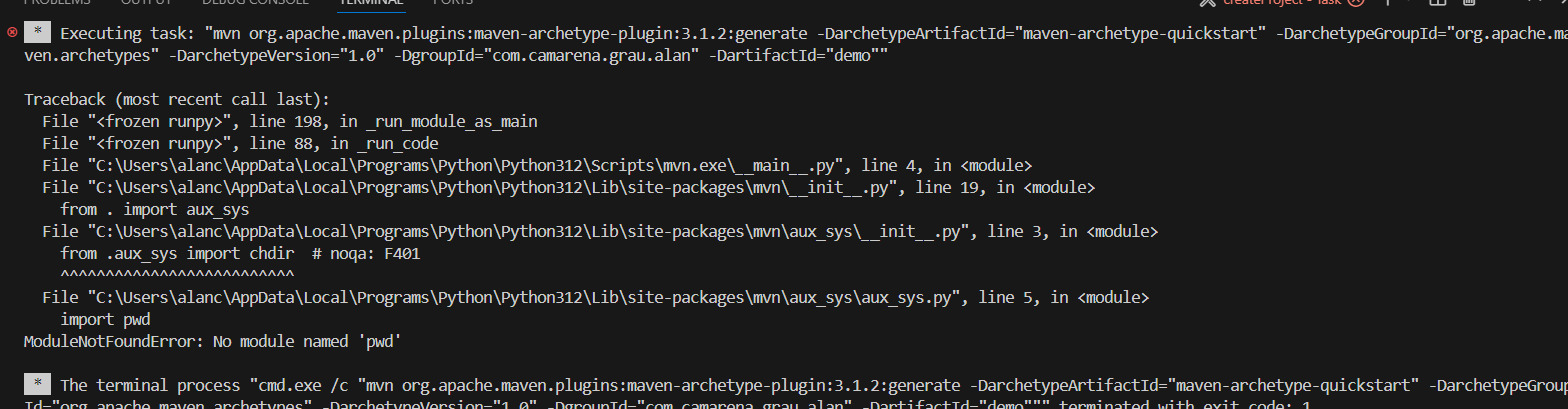 PROBLEMS OUTPUT DEBUG CONSOLE TERMINAL PORTS createProject - Task
* Executing task: "mvn org.apache.maven.plugins:maven-archetype-plugin:3.1.2:generate -DarchetypeArtifactId="maven-archetype-quickstart" -DarchetypeGroupId="org.apache.ma
ven.archetypes" -DarchetypeVersion="1.0" -DgroupId="com.camarena.grau.alan" -DartifactId="demo""
Traceback (most recent call last):
File "<frozen runpy>", line 198, in _run_module_as_main
File "<frozen runpy>", line 88, in _run_code
File "C:\Users\alanc\AppData\Local\Programs\Python\Python312\Scripts\mvn.exe\__main__.py", line 4, in <module>
File "C:\Users\alanc\AppData\Local\Programs\Python\Python312\Lib\site-packages\mvn\__init__.py", line 19, in <module>
from . import aux_sys
File "C:\Users\alanc\AppData\Local\Programs\Python\Python312\Lib\site-packages\mvn\aux_sys\__init__.py", line 3, in <module>
from .aux_sys import chdir  # noqa: F401
^^^^^^^^^^^^^^^^^^^^^^^^^^
File "C:\Users\alanc\AppData\Local\Programs\Python\Python312\Lib\site-packages\mvn\aux_sys\aux_sys.py", line 5, in <module>
import pwd
ModuleNotFoundError: No module named 'pwd'
* The terminal process "cmd.exe /c "mvn org.apache.maven.plugins:maven-archetype-plugin:3.1.2:generate -DarchetypeArtifactId="maven-archetype-quickstart" -DarchetypeGroup
Id="org.apache.maven.archetypes" -DarchetypeVersion="1.0" -DgroupId="com.camarena.grau.alan" -DartifactId="demo""" terminated with exit code: 1